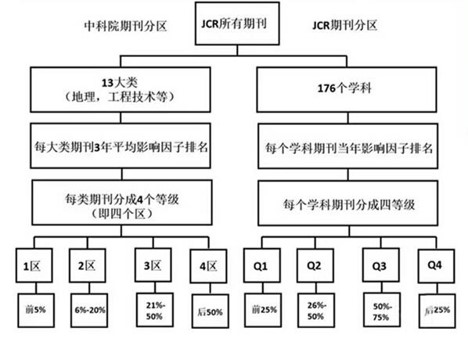 中科院期刊分区
JCR所有期刊
JCR期刊分区
13大类
（地理，工程技术等）
176个学科
每大类期刊3年平均影响因子排名
每个学科期刊当年影响因子排名
每类期刊分成4个等级
（即四个区）
每个学科期刊分成四等级
1区
2区
3区
4区
Q1
Q2
Q3
Q4
前5%
6%-20%
21%-
50%
后50%
前25%
26%-
50%
50%-
75%
后25%